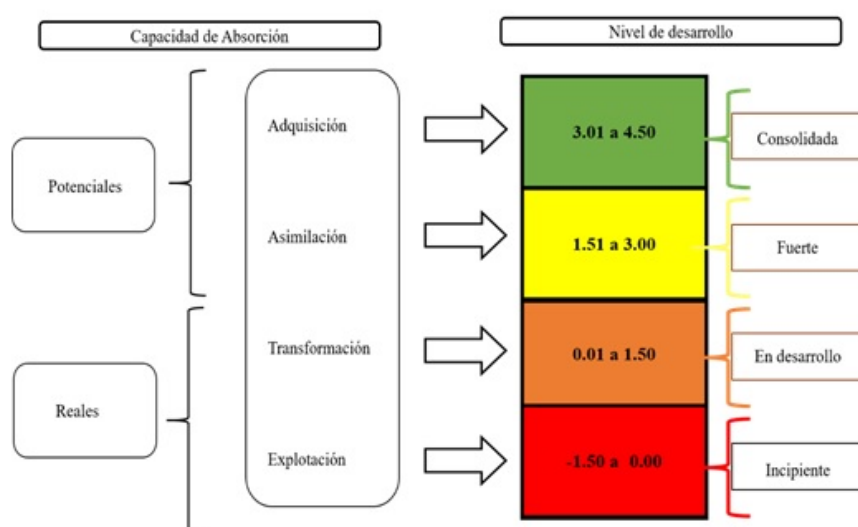 Capacidad de Absorción
Nivel de desarrollo
Potenciales
Reales
Adquisición
Asimilación
Transformación
Explotación
3.01 a 4.50
1.51 a 3.00
0.01 a 1.50
-1.50 a 0.00
Consolidada
Fuerte
En desarrollo
Incipiente